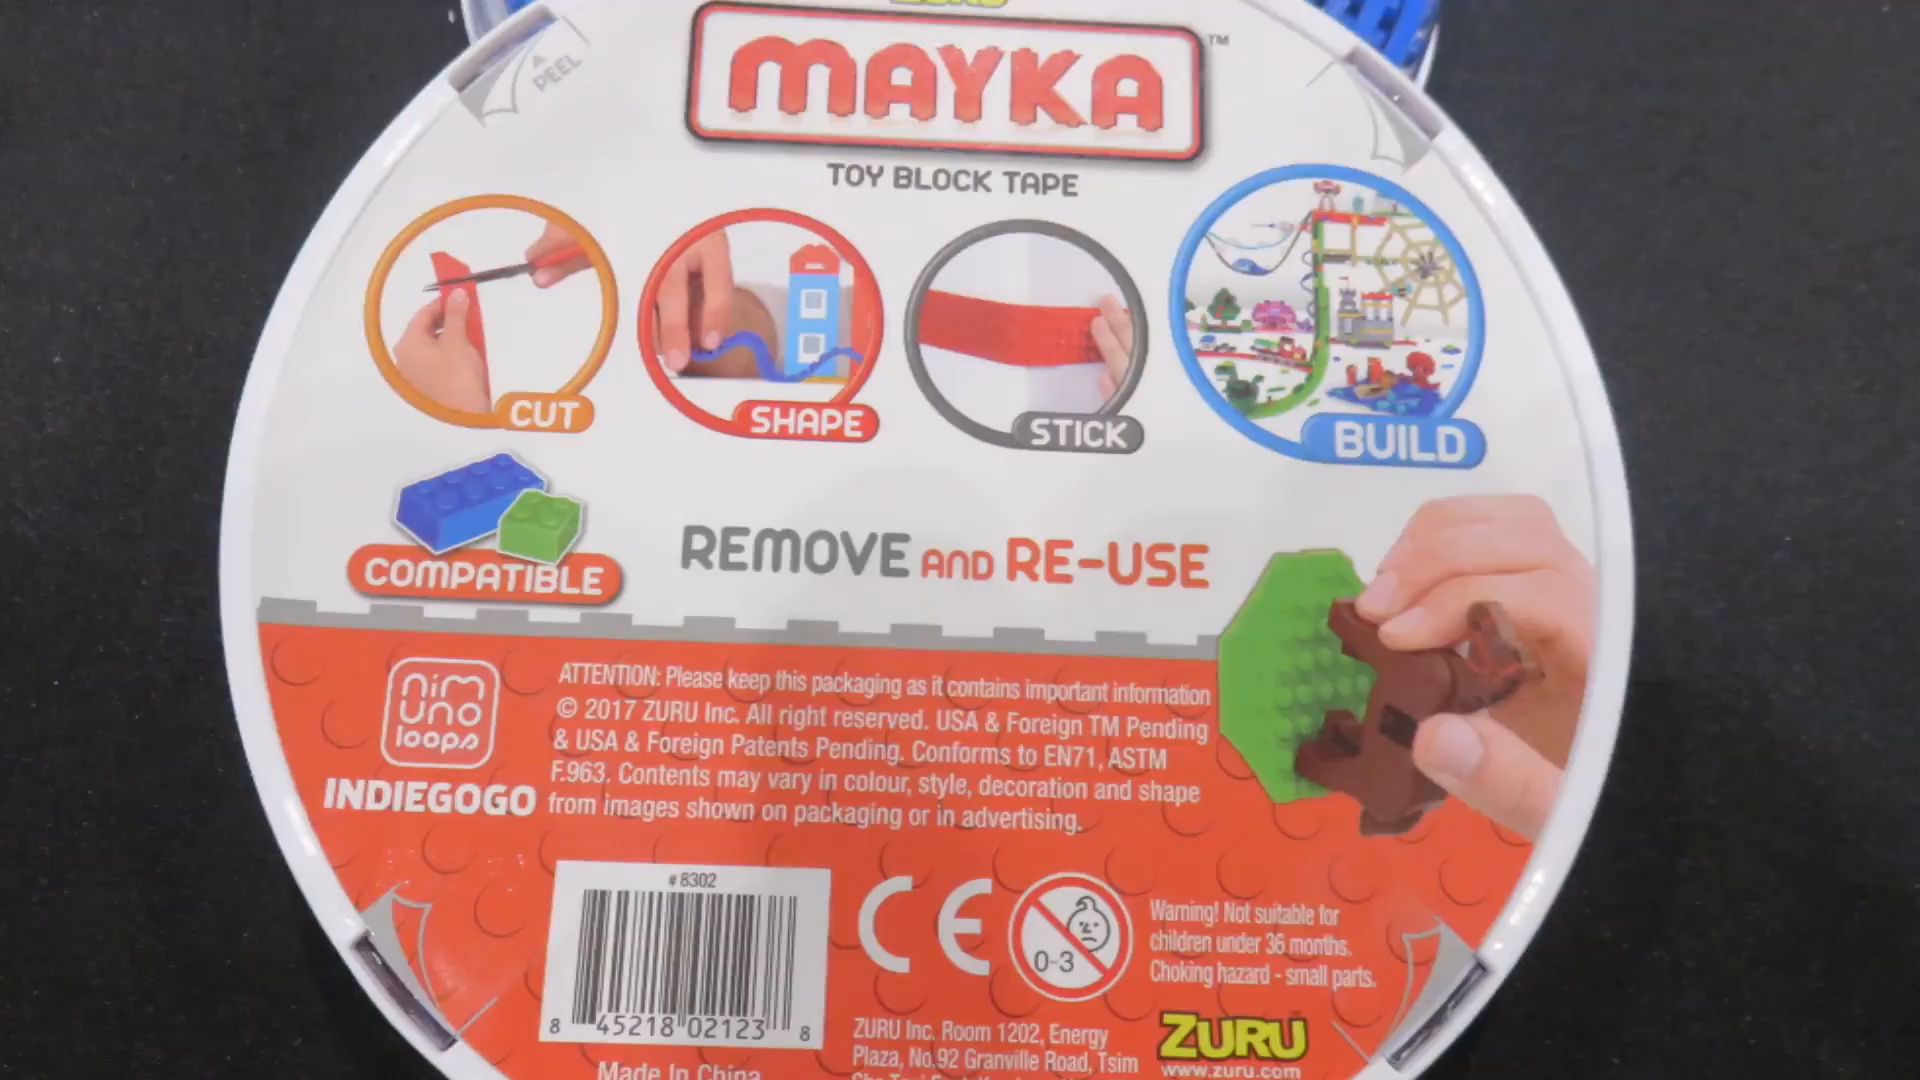 ZURU
MAYKA™
TOY BLOCK TAPE
PEEL
CUT
SHAPE
STICK
BUILD
COMPATIBLE
REMOVE AND RE-USE
nim
uno
loops
INDIEGOGO
ATTENTION: Please keep this packaging as it contains important information
© 2017 ZURU Inc. All right reserved. USA & Foreign TM Pending
& USA & Foreign Patents Pending. Conforms to EN71, ASTM
F.963. Contents may vary in colour, style, decoration and shape
from images shown on packaging or in advertising.
#8302
8 45218 02123 8
Made In China
CE
0-3
Warning! Not suitable for
children under 36 months.
Choking hazard - small parts.
ZURU Inc. Room 1202, Energy
Plaza, No.92 Granville Road, Tsim
ZURU
www.zuru.com